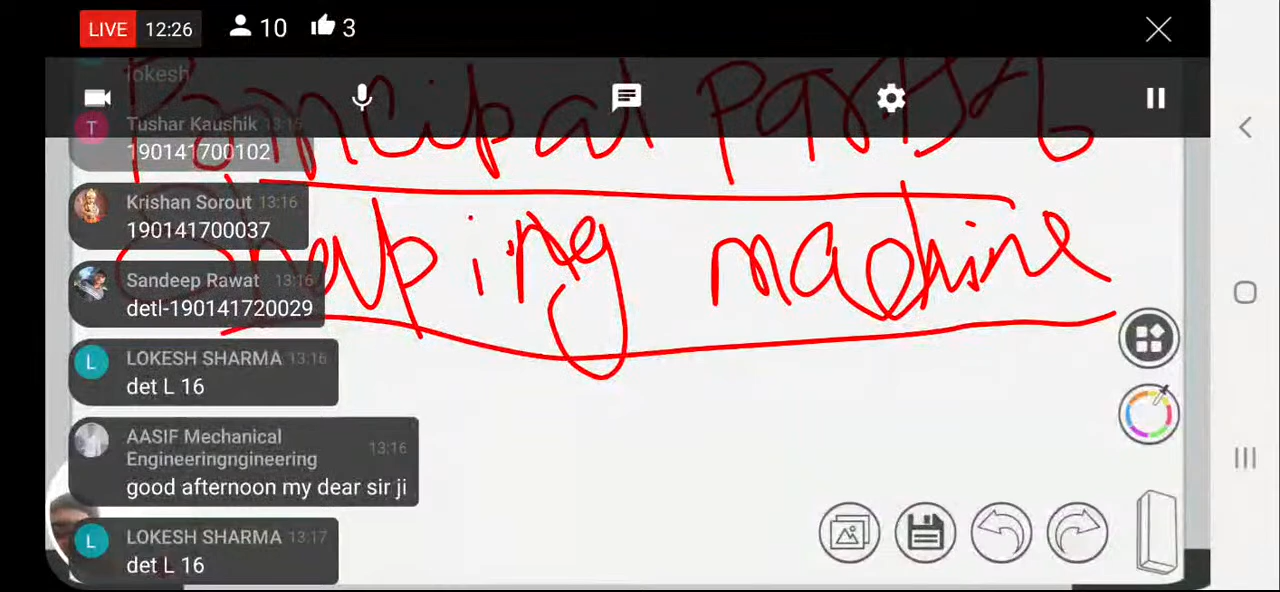 LIVE 12:26 10 3
lokesh
Principal Parts of
Tushar Kaushik 13:15
190141700102
Krishan Sorout 13:16
190141700037
Shaping machine
Sandeep Rawat 13:16
detl-190141720029
LOKESH SHARMA 13:16
det L 16
AASIF Mechanical
Engineeringngineering 13:16
good afternoon my dear sir ji
LOKESH SHARMA 13:17
det L 16